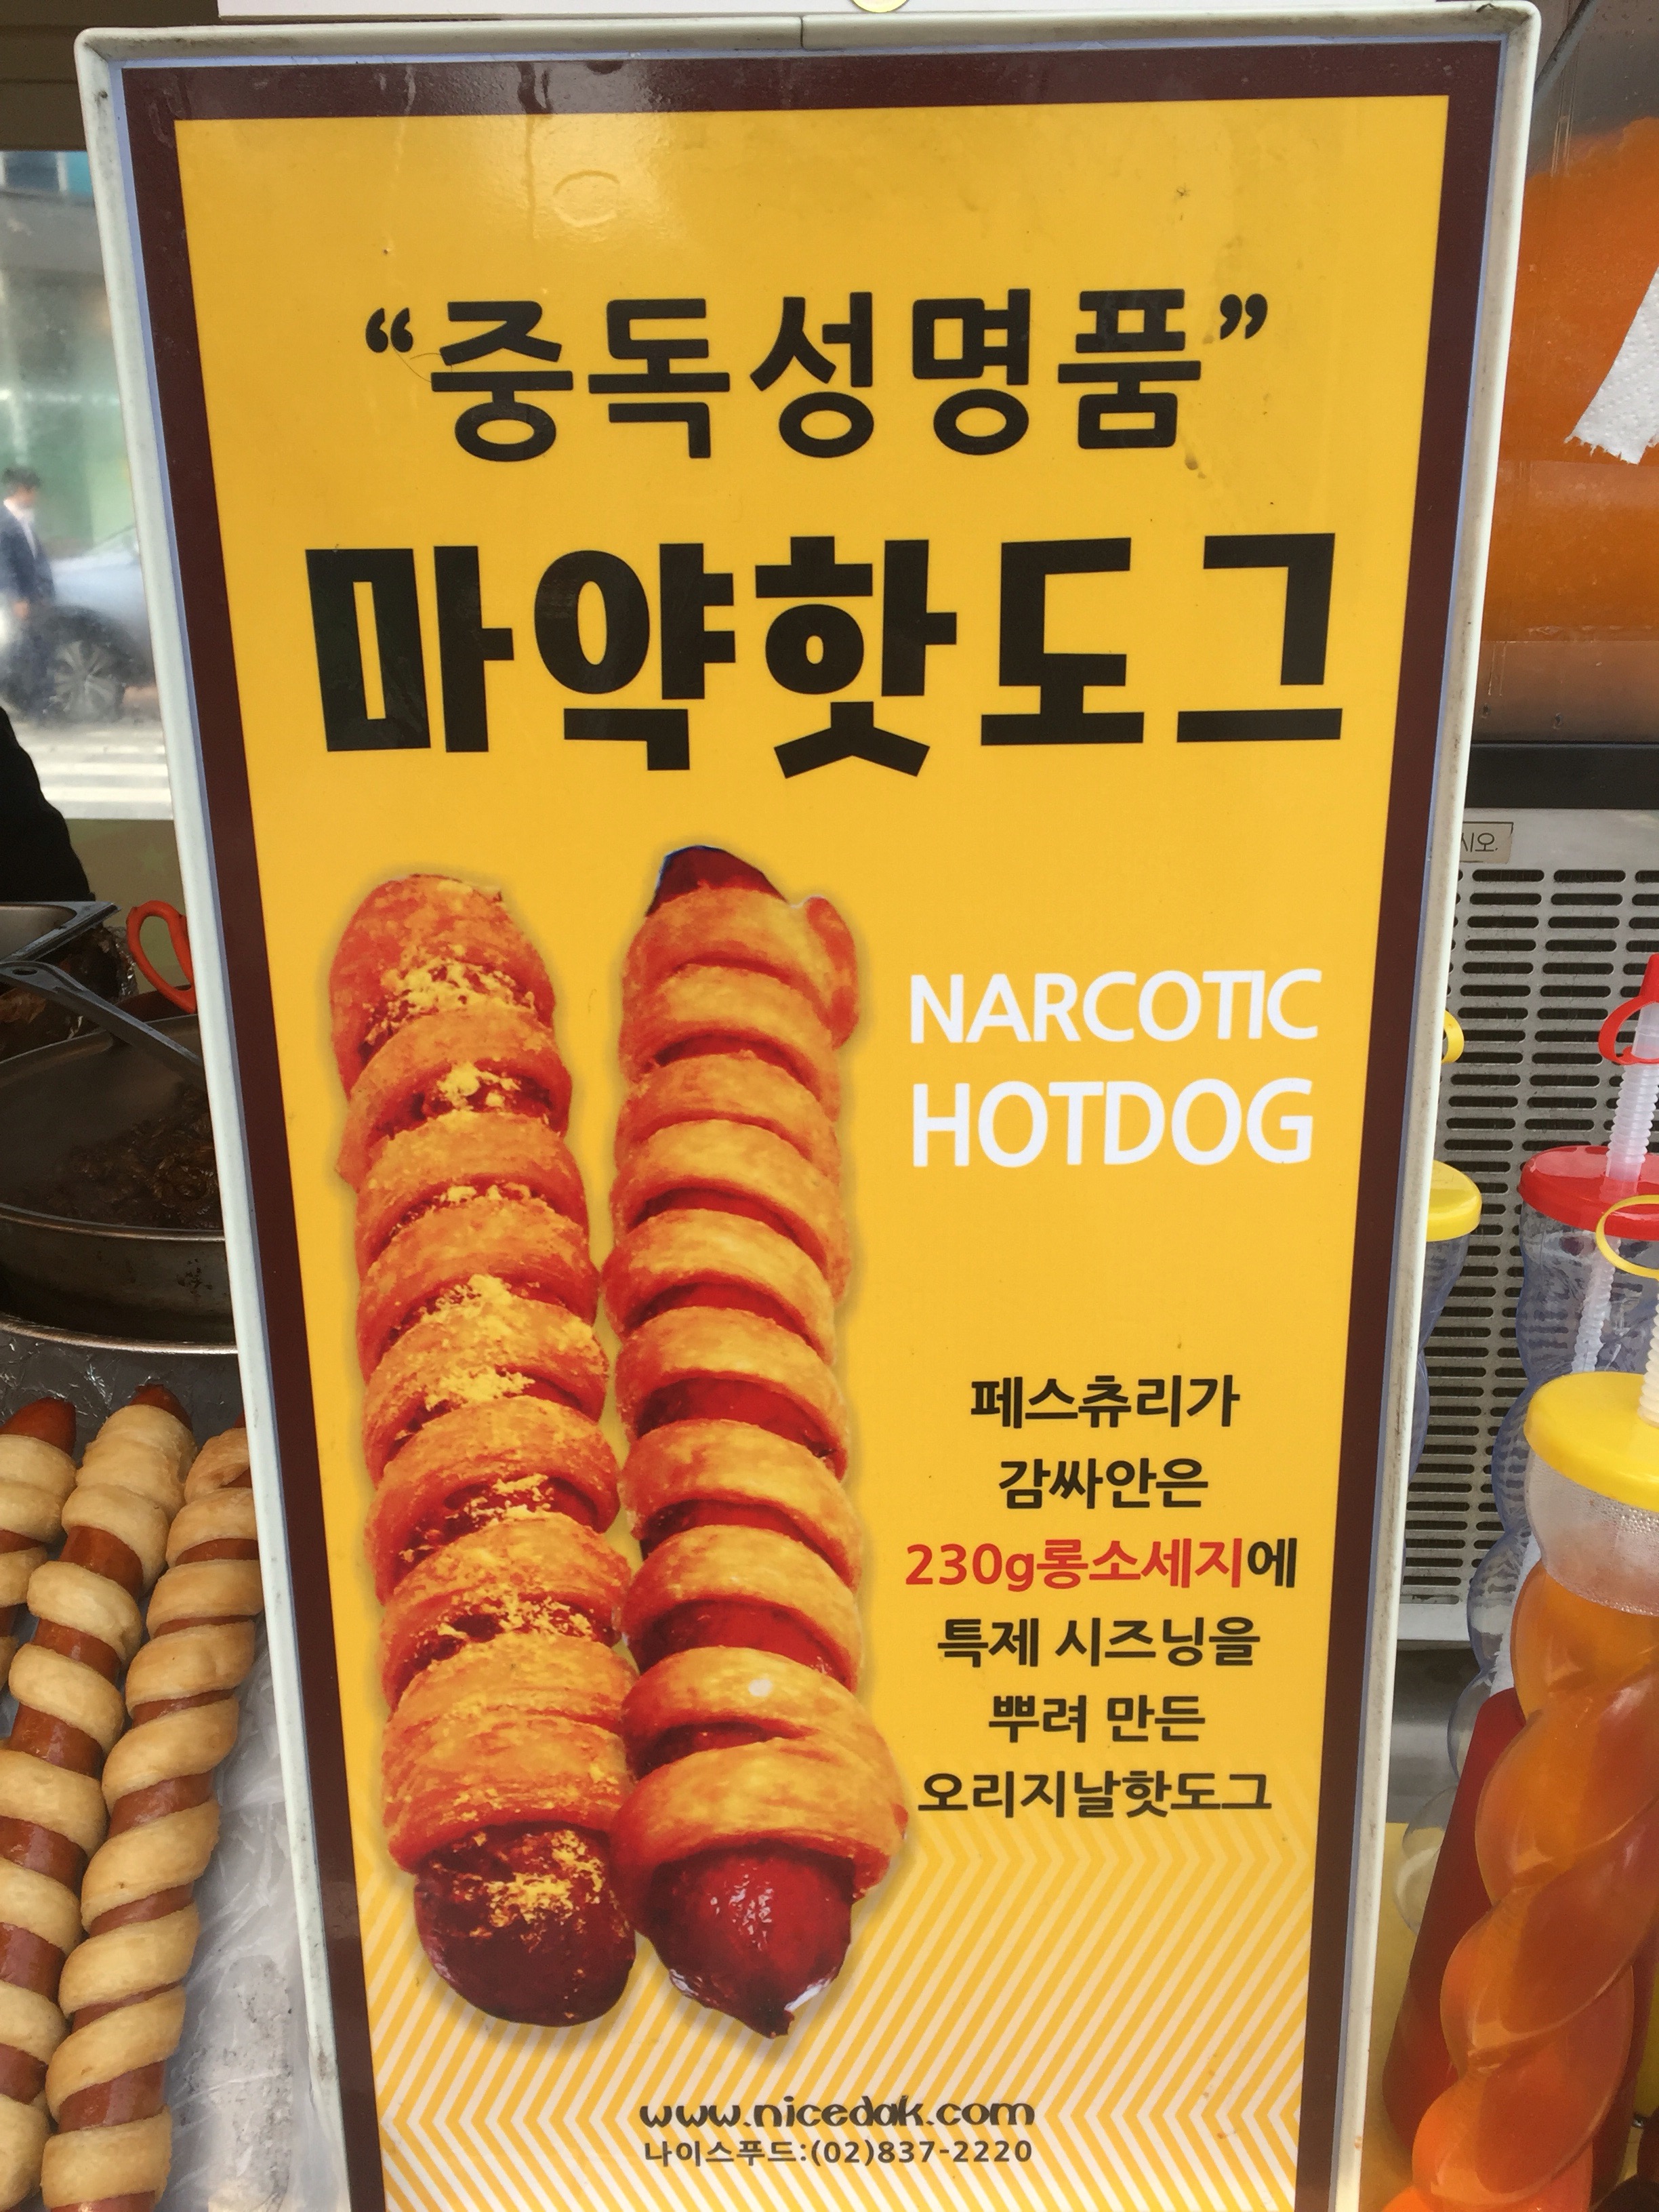 “중독성명품”
마약핫도그
NARCOTIC
HOTDOG
페스츄리가
감싸안은
230g롱소세지에
특제 시즈닝을
뿌려 만든
오리지날핫도그
www.nicedak.com
나이스푸드:(02)837-2220
시오.